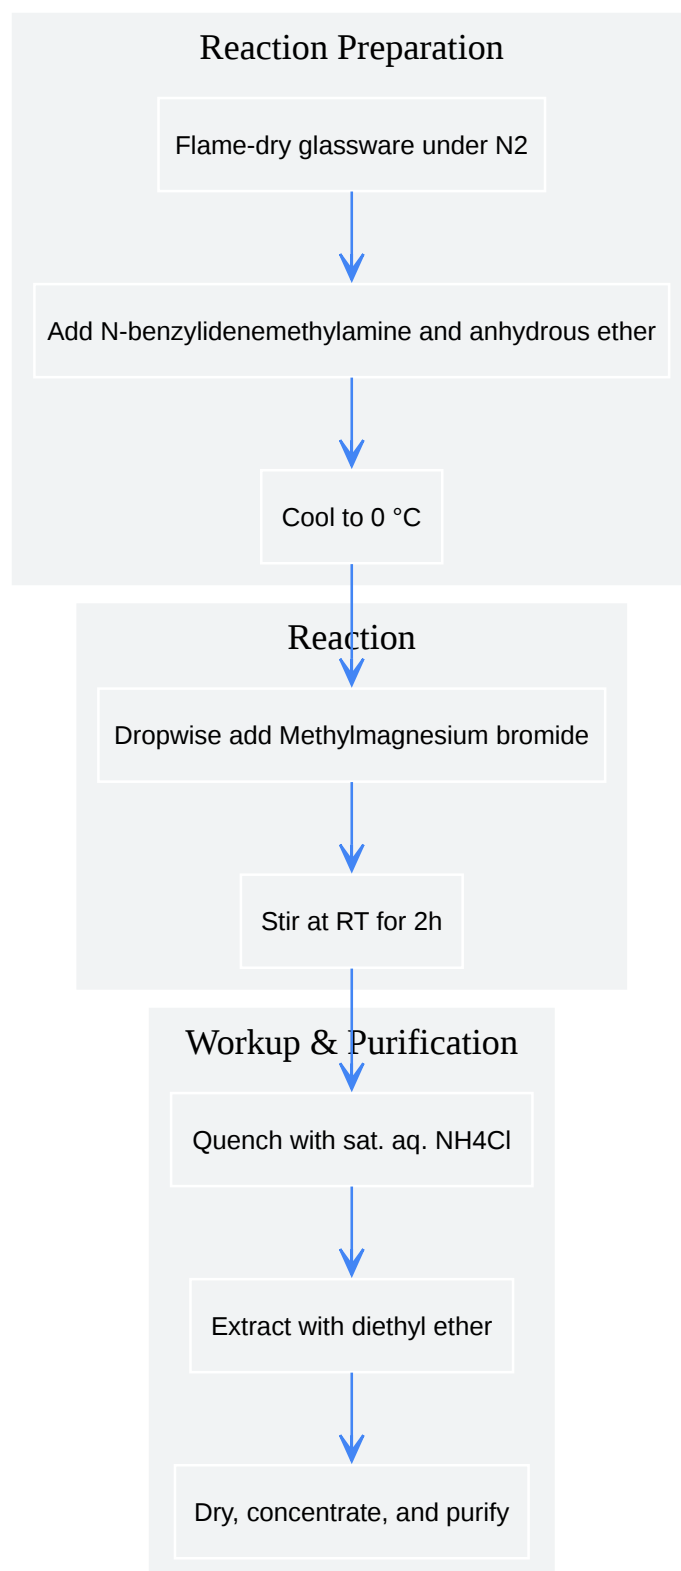 Reaction Preparation
Flame-dry glassware under N2
Add N-benzylidenemethylamine and anhydrous ether
Cool to 0 °C
Reaction
Dropwise add Methylmagnesium bromide
Stir at RT for 2h
Workup & Purification
Quench with sat. aq. NH4Cl
Extract with diethyl ether
Dry, concentrate, and purify